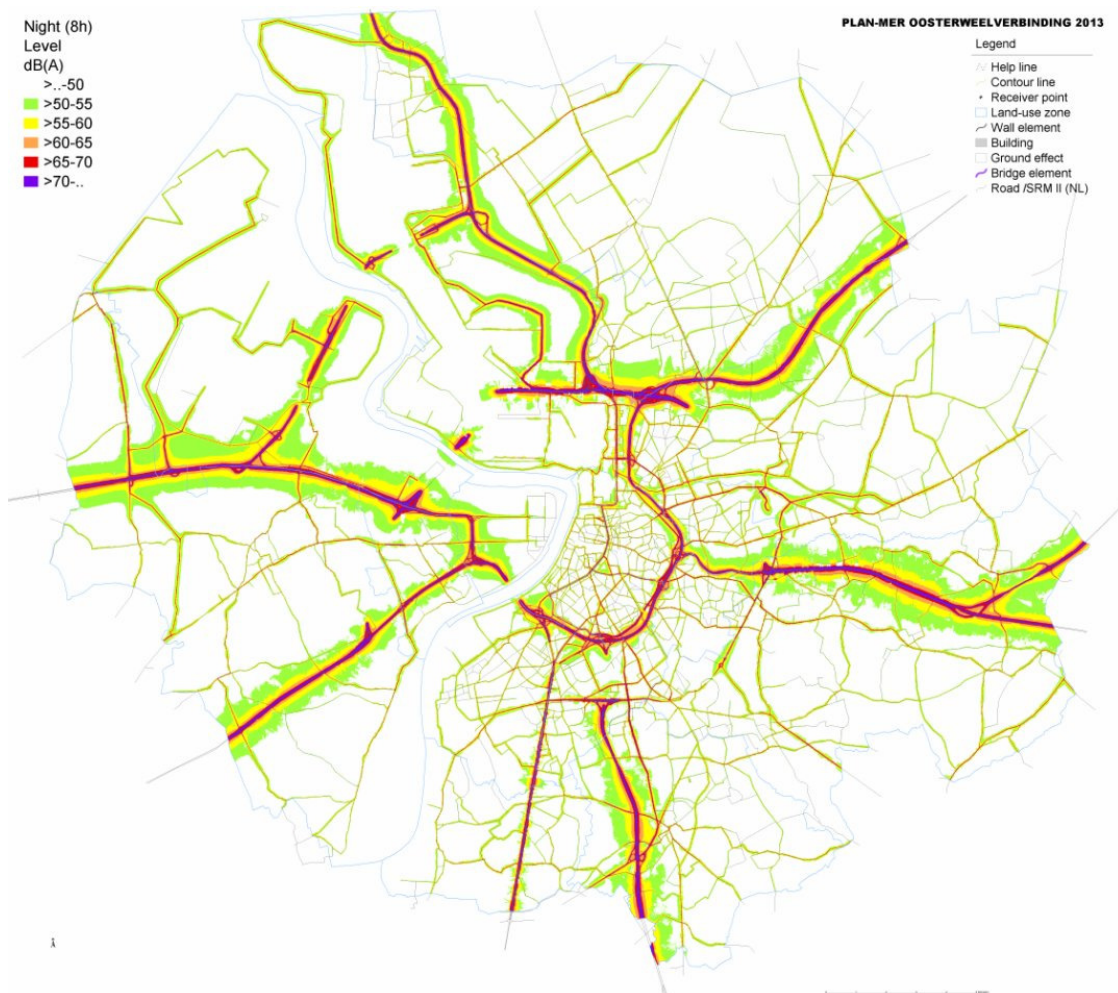 Night (8h)
Level
dB(A)
>..-50
>50-55
>55-60
>60-65
>65-70
>70-..
PLAN-MER OOSTERWEELVERBINDING 2013
Legend
Help line
Contour line
Receiver point
Land-use zone
Wall element
Building
Ground effect
Bridge element
Road /SRM II (NL)